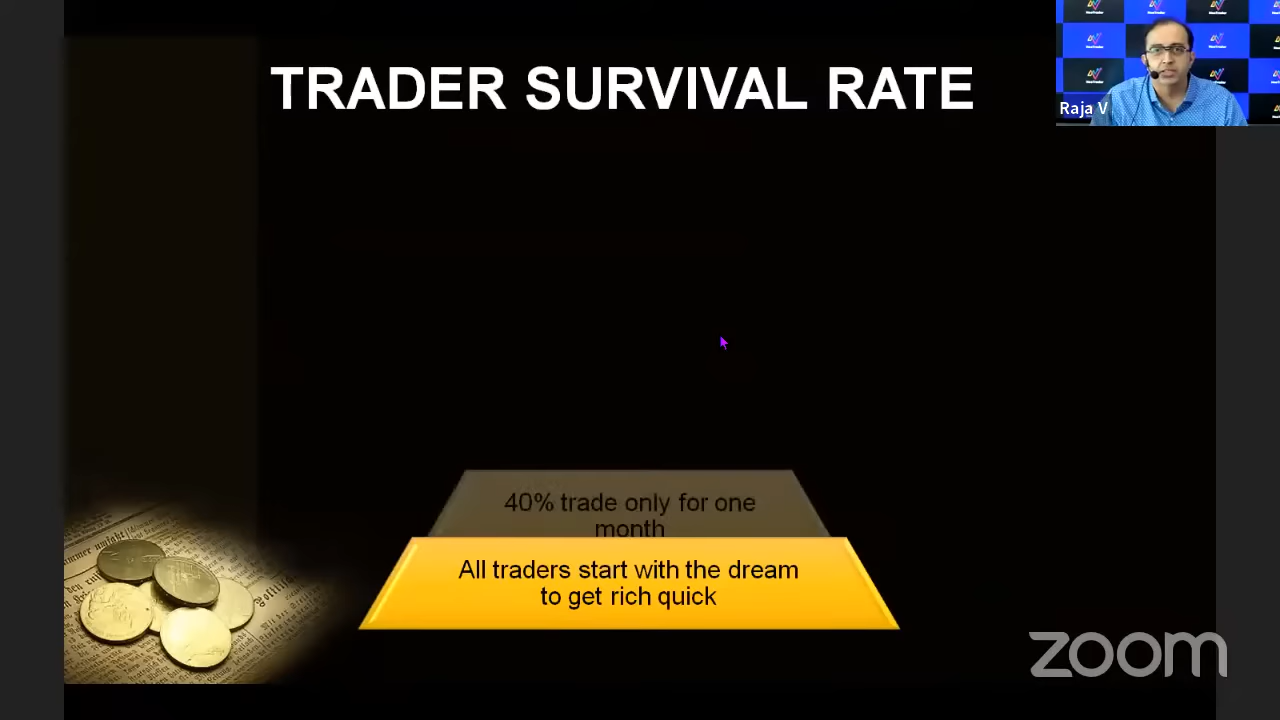 TRADER SURVIVAL RATE
Raja V
40% trade only for one
month
All traders start with the dream
to get rich quick
zoom